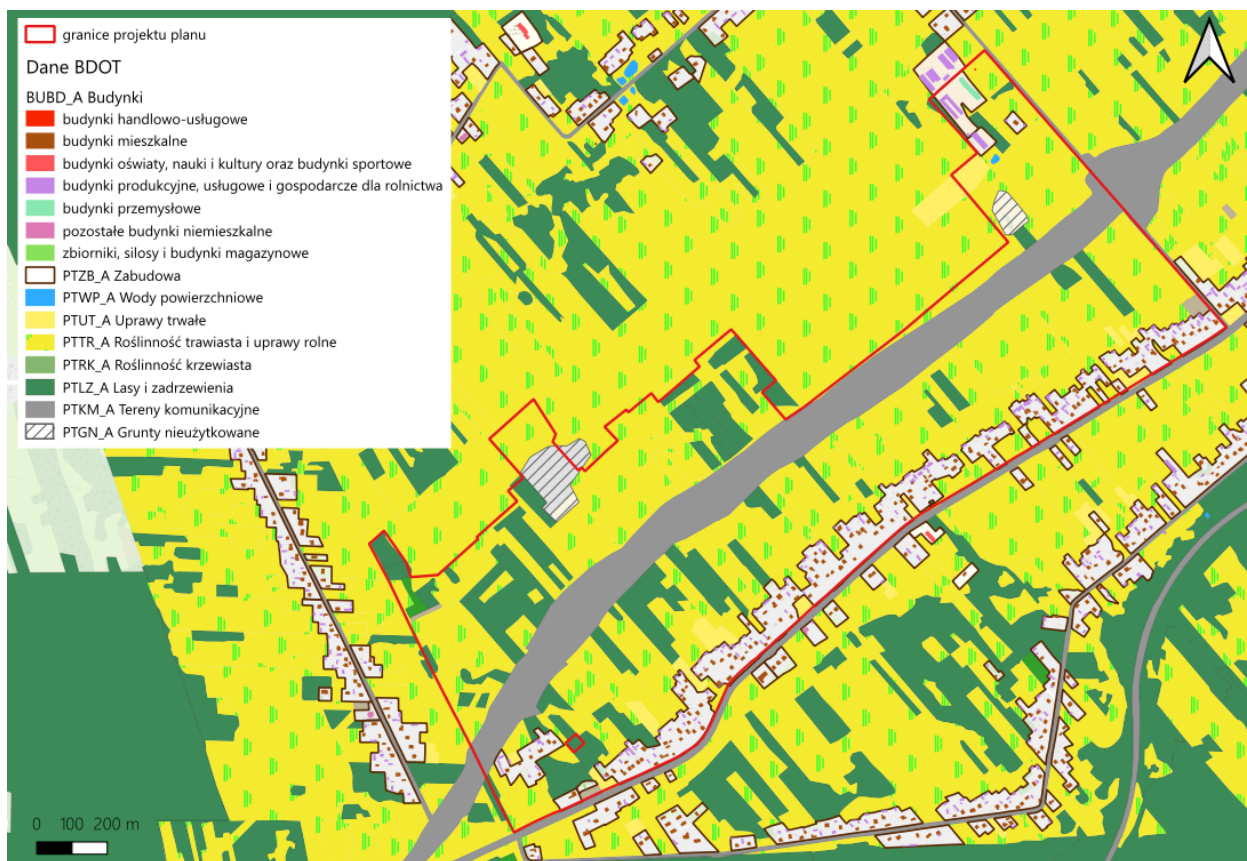 granice projektu planu
Dane BDOT
BUBD_A Budynki
budynki handlowo-usługowe
budynki mieszkalne
budynki oświaty, nauki i kultury oraz budynki sportowe
budynki produkcyjne, usługowe i gospodarcze dla rolnictwa
budynki przemysłowe
pozostałe budynki niemieszkalne
zbiorniki, silosy i budynki magazynowe
PTZB_A Zabudowa
PTWP_A Wody powierzchniowe
PTUT_A Uprawy trwałe
PTTR_A Roślinność trawiasta i uprawy rolne
PTRK_A Roślinność krzewiasta
PTLZ_A Lasy i zadrzewienia
PTKM_A Tereny komunikacyjne
PTGN_A Grunty nieużytkowane
0 100 200 m